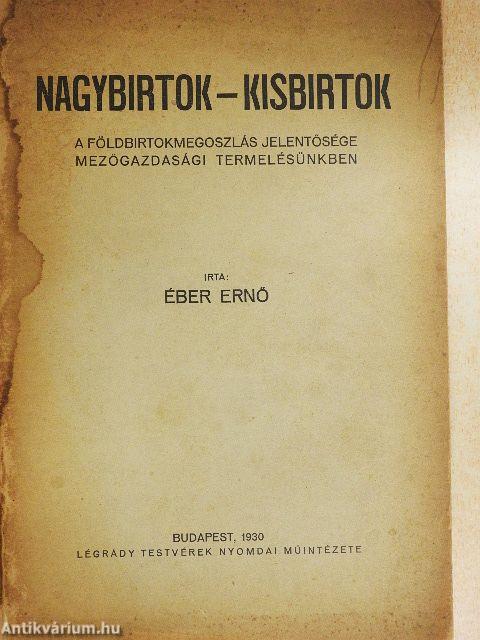 NAGYBIRTOK – KISBIRTOK
A FÖLDBIRTOKMEGOSZLÁS JELENTŐSÉGE
MEZŐGAZDASÁGI TERMELÉSÜNKBEN
IRTA:
ÉBER ERNŐ
BUDAPEST, 1930
LÉGRÁDY TESTVÉREK NYOMDAI MŰINTÉZETE
Antikvárium.hu